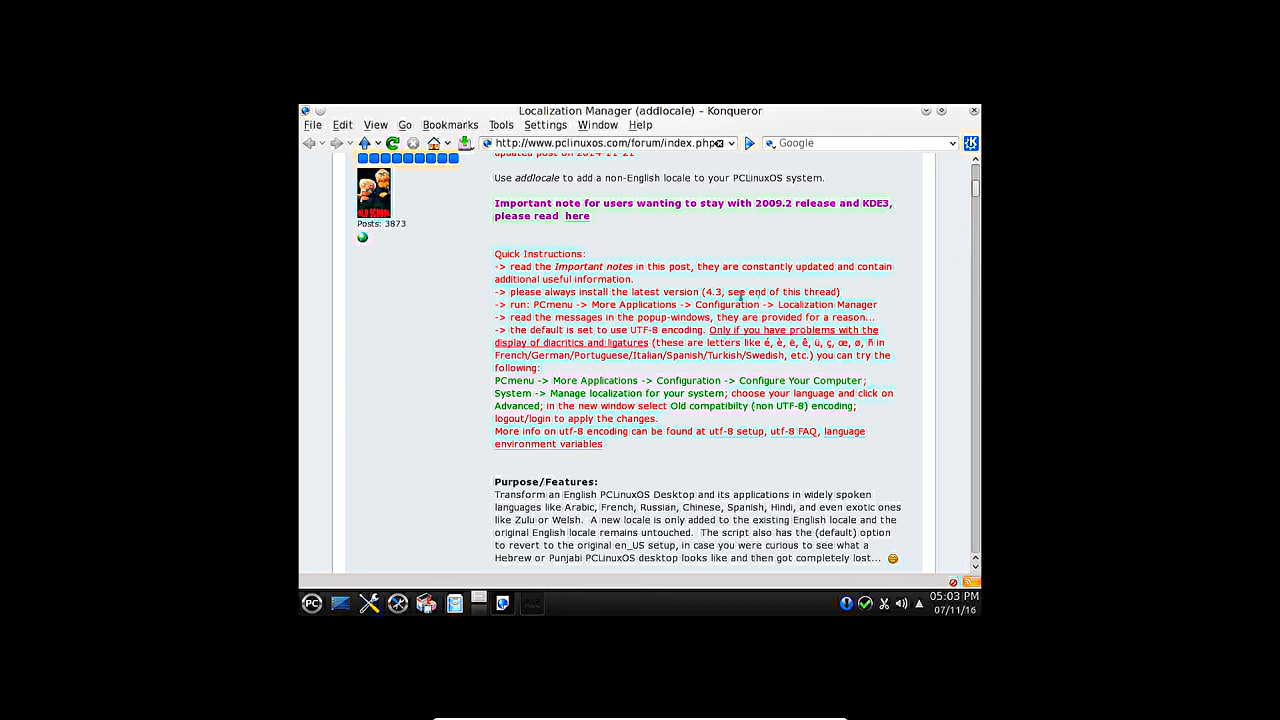 Localization Manager (addlocale) – Konqueror
File Edit View Go Bookmarks Tools Settings Window Help
http://www.pclinuxos.com/forum/index.php Google
updated post on 2014-11-21
Use addlocale to add a non-English locale to your PCLinuxOS system.
Important note for users wanting to stay with 2009.2 release and KDE3,
please read here
OLD SCHOOL
Posts: 3873
Quick Instructions:
-> read the Important notes in this post, they are constantly updated and contain
additional useful information.
-> please always install the latest version (4.3, see end of this thread)
-> run: PCmenu -> More Applications -> Configuration -> Localization Manager
-> read the messages in the popup-windows, they are provided for a reason...
-> the default is set to use UTF-8 encoding. Only if you have problems with the
display of diacritics and ligatures (these are letters like é, è, ë, ê, ü, ç, œ, ø, ñ in
French/German/Portuguese/Italian/Spanish/Turkish/Swedish, etc.) you can try the
following:
PCmenu -> More Applications -> Configuration -> Configure Your Computer;
System -> Manage localization for your system; choose your language and click on
Advanced; in the new window select Old compatibilty (non UTF-8) encoding;
logout/login to apply the changes.
More info on utf-8 encoding can be found at utf-8 setup, utf-8 FAQ, language
environment variables
Purpose/Features:
Transform an English PCLinuxOS Desktop and its applications in widely spoken
languages like Arabic, French, Russian, Chinese, Spanish, Hindi, and even exotic ones
like Zulu or Welsh. A new locale is only added to the existing English locale and the
original English locale remains untouched. The script also has the (default) option
to revert to the original en_US setup, in case you were curious to see what a
Hebrew or Punjabi PCLinuxOS desktop looks like and then got completely lost...
PC
05:03 PM
07/11/16